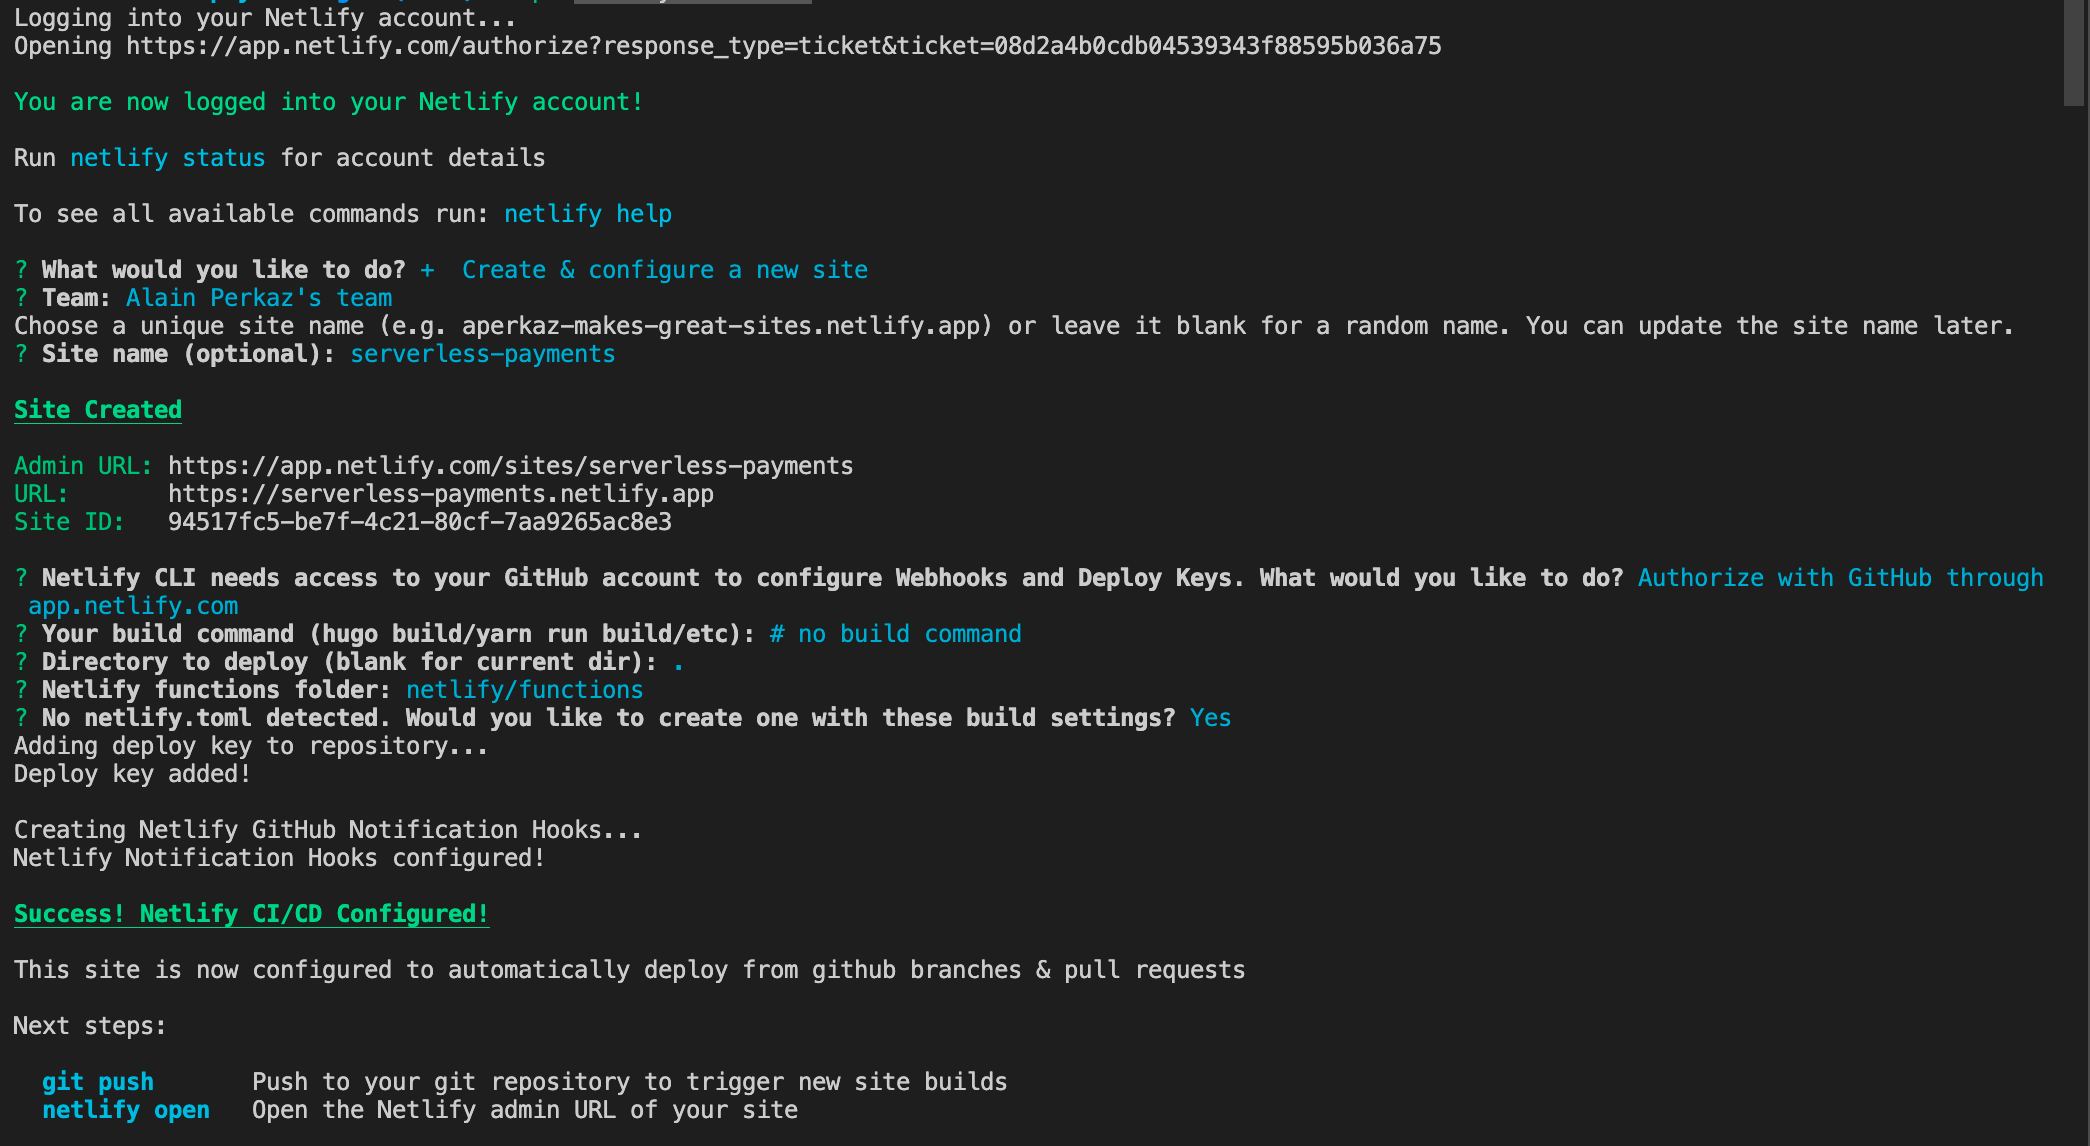 Logging into your Netlify account...
Opening https://app.netlify.com/authorize?response_type=ticket&ticket=08d2a4b0cdb04539343f88595b036a75
You are now logged into your Netlify account!
Run netlify status for account details
To see all available commands run: netlify help
? What would you like to do? +  Create & configure a new site
? Team: Alain Perkaz's team
Choose a unique site name (e.g. aperkaz-makes-great-sites.netlify.app) or leave it blank for a random name. You can update the site name later.
? Site name (optional): serverless-payments
Site Created
Admin URL: https://app.netlify.com/sites/serverless-payments
URL:       https://serverless-payments.netlify.app
Site ID:   94517fc5-be7f-4c21-80cf-7aa9265ac8e3
? Netlify CLI needs access to your GitHub account to configure Webhooks and Deploy Keys. What would you like to do? Authorize with GitHub through
app.netlify.com
? Your build command (hugo build/yarn run build/etc): # no build command
? Directory to deploy (blank for current dir): .
? Netlify functions folder: netlify/functions
? No netlify.toml detected. Would you like to create one with these build settings? Yes
Adding deploy key to repository...
Deploy key added!
Creating Netlify GitHub Notification Hooks...
Netlify Notification Hooks configured!
Success! Netlify CI/CD Configured!
This site is now configured to automatically deploy from github branches & pull requests
Next steps:
git push       Push to your git repository to trigger new site builds
netlify open   Open the Netlify admin URL of your site